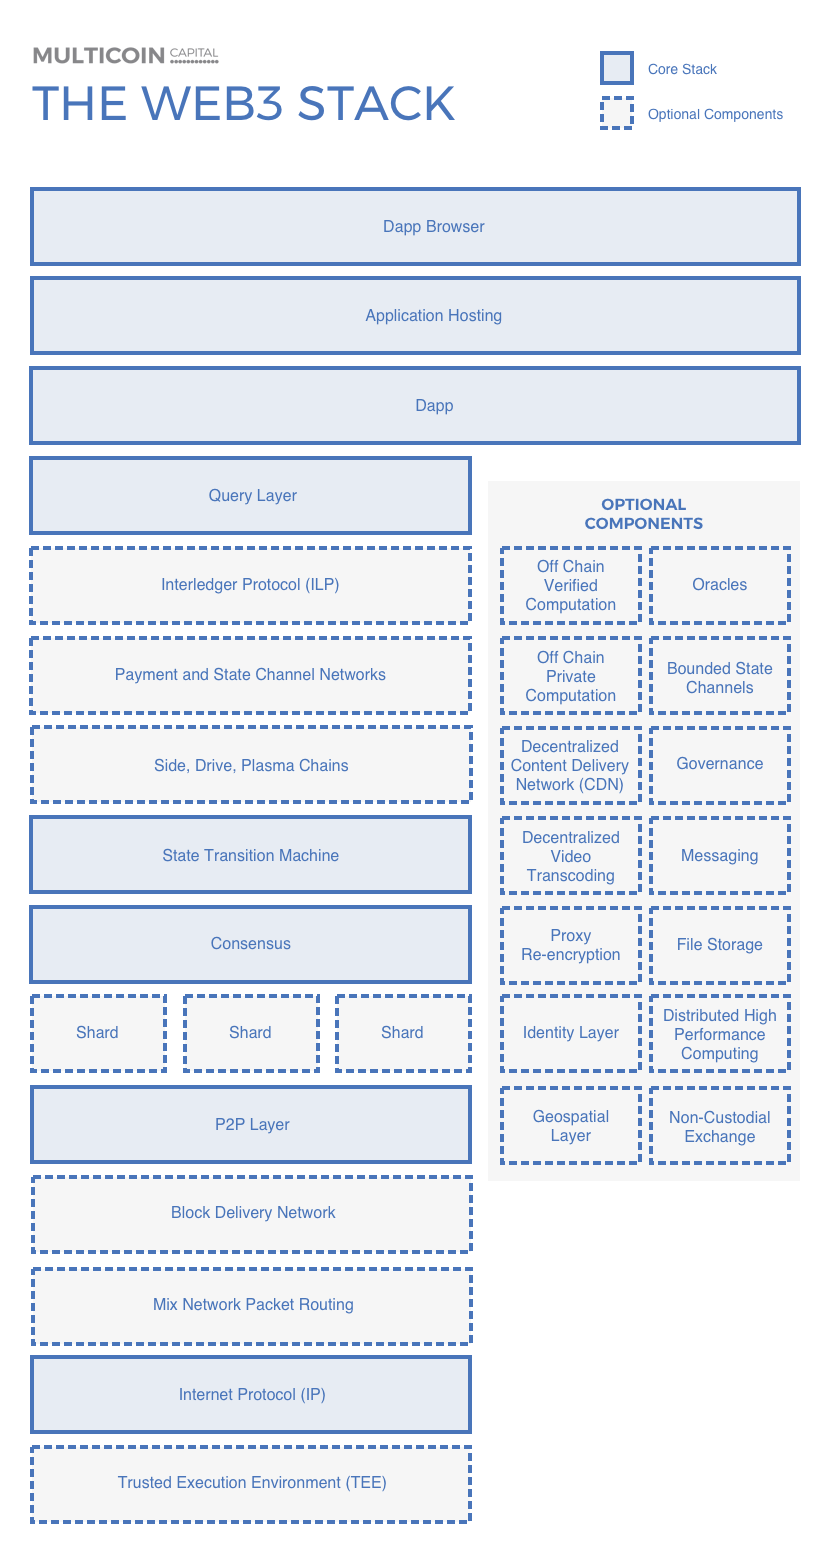 MULTICOIN CAPITAL
THE WEB3 STACK
Core Stack
Optional Components
Dapp Browser
Application Hosting
Dapp
Query Layer
Interledger Protocol (ILP)
Payment and State Channel Networks
Side, Drive, Plasma Chains
State Transition Machine
Consensus
Shard
Shard
Shard
P2P Layer
Block Delivery Network
Mix Network Packet Routing
Internet Protocol (IP)
Trusted Execution Environment (TEE)
OPTIONAL
COMPONENTS
Off Chain
Verified
Computation
Oracles
Off Chain
Private
Computation
Bounded State
Channels
Decentralized
Content Delivery
Network (CDN)
Governance
Decentralized
Video
Transcoding
Messaging
Proxy
Re-encryption
File Storage
Identity Layer
Distributed High
Performance
Computing
Geospatial
Layer
Non-Custodial
Exchange